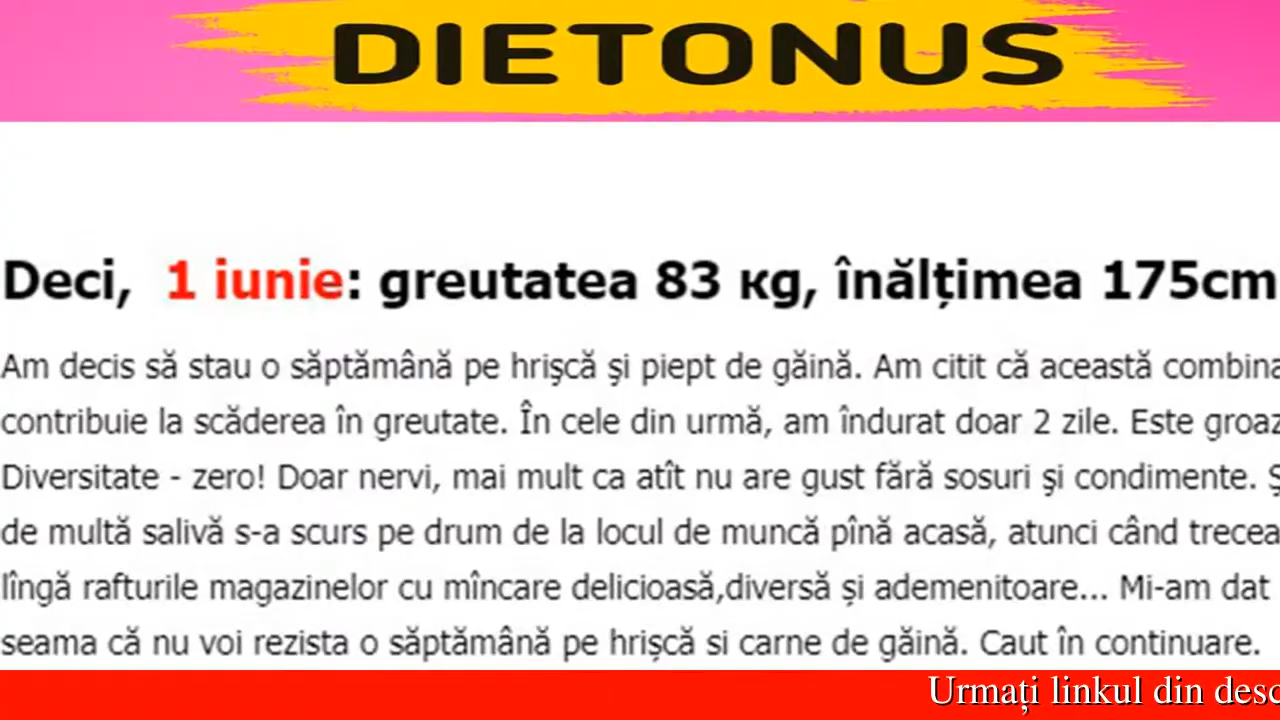 DIETONUS
Deci, 1 iunie: greutatea 83 кg, înălțimea 175cm
Am decis să stau o săptămână pe hrişcă şi piept de găină. Am citit că această combina
contribuie la scăderea în greutate. În cele din urmă, am îndurat doar 2 zile. Este groaz
Diversitate - zero! Doar nervi, mai mult ca atît nu are gust fără sosuri şi condimente. Ş
de multă salivă s-a scurs pe drum de la locul de muncă pînă acasă, atunci când trecea
lîngă rafturile magazinelor cu mîncare delicioasă,diversă și ademenitoare... Mi-am dat
seama că nu voi rezista o săptămână pe hrișcă si carne de găină. Caut în continuare.
Urmați linkul din desc